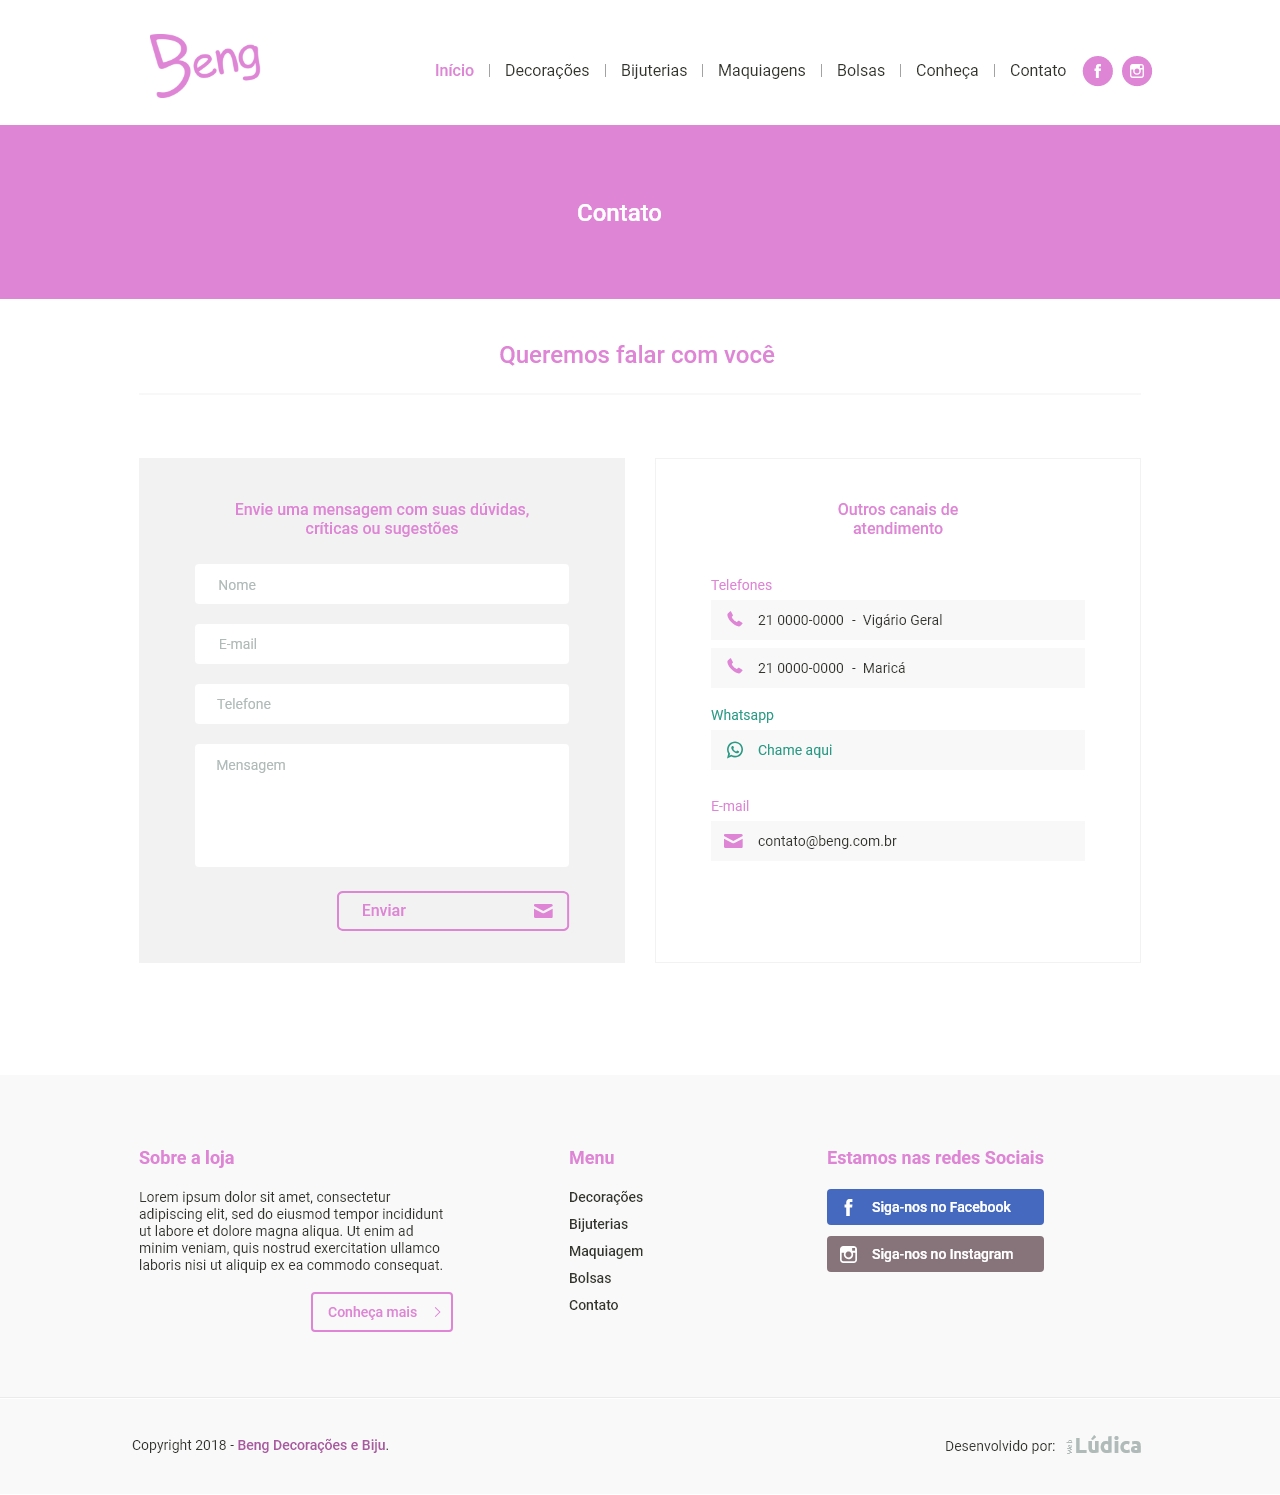 Beng
Início | Decorações | Bijuterias | Maquiagens | Bolsas | Conheça | Contato
Contato
Queremos falar com você
Envie uma mensagem com suas dúvidas,
críticas ou sugestões
Nome
E-mail
Telefone
Mensagem
Enviar
Outros canais de
atendimento
Telefones
21 0000-0000 - Vigário Geral
21 0000-0000 - Maricá
Whatsapp
Chame aqui
E-mail
contato@beng.com.br
Sobre a loja
Lorem ipsum dolor sit amet, consectetur
adipiscing elit, sed do eiusmod tempor incididunt
ut labore et dolore magna aliqua. Ut enim ad
minim veniam, quis nostrud exercitation ullamco
laboris nisi ut aliquip ex ea commodo consequat.
Conheça mais
Menu
Decorações
Bijuterias
Maquiagem
Bolsas
Contato
Estamos nas redes Sociais
Siga-nos no Facebook
Siga-nos no Instagram
Copyright 2018 - Beng Decorações e Biju.
Desenvolvido por: Web Lúdica